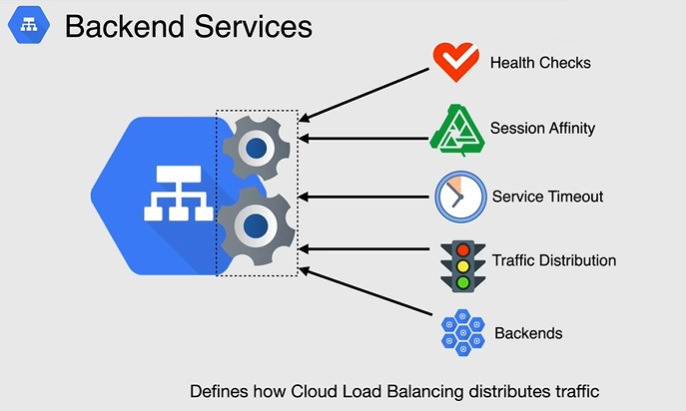 Backend Services
Health Checks
Session Affinity
Service Timeout
Traffic Distribution
Backends
Defines how Cloud Load Balancing distributes traffic